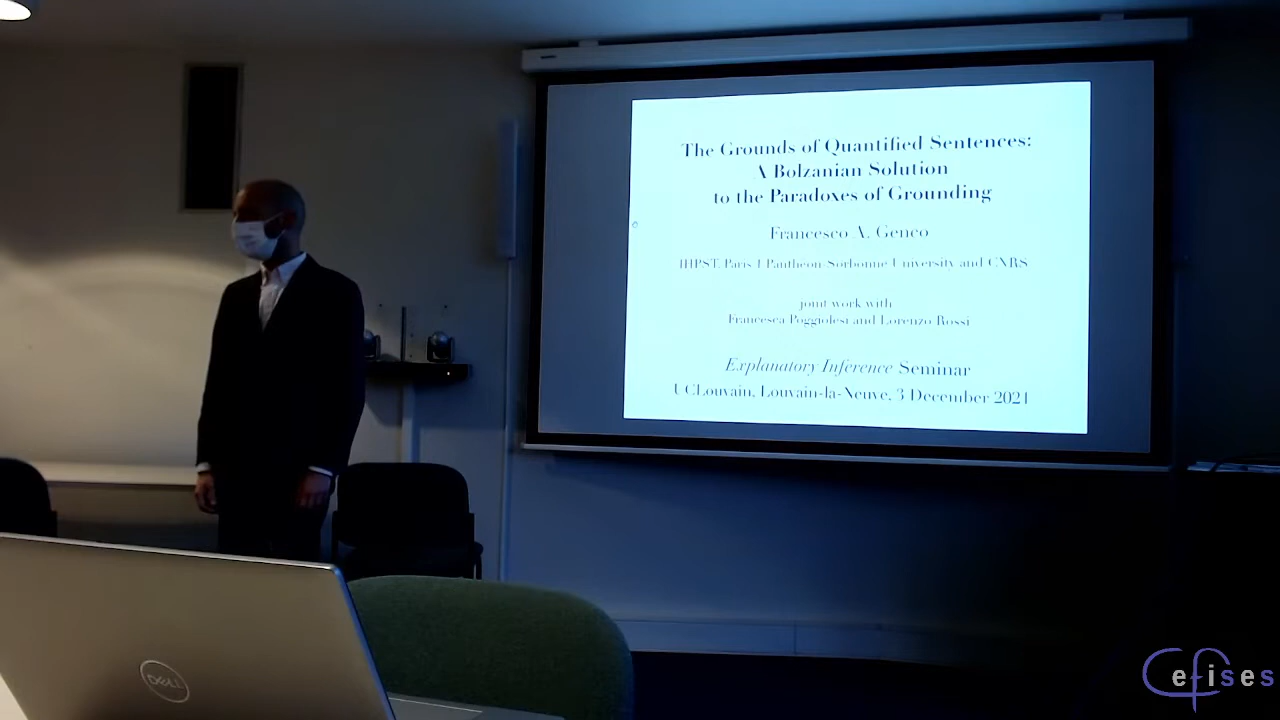 The Grounds of Quantified Sentences:
A Bolzanian Solution
to the Paradoxes of Grounding
Francesco A. Genco
IHPST, Paris 1 Panthéon-Sorbonne University and CNRS
joint work with
Francesca Poggiolesi and Lorenzo Rossi
Explanatory Inference Seminar
UCLouvain, Louvain-la-Neuve, 3 December 2021
DELL
Cefises